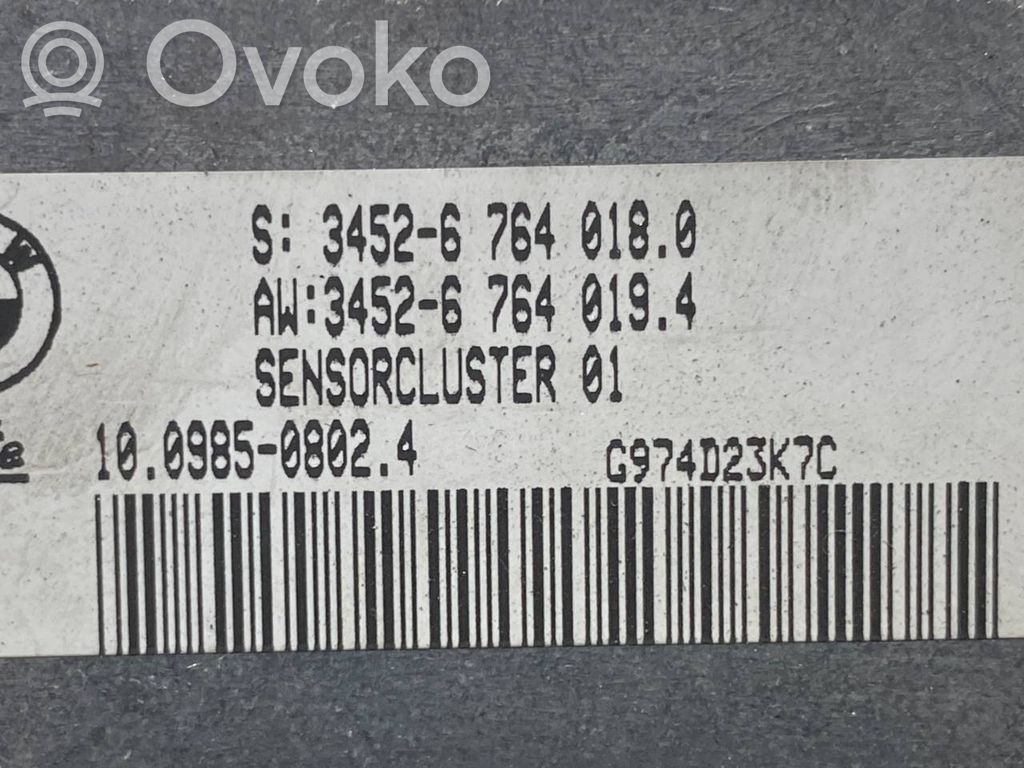 Ovoko
S: 3452-6 764 018.0
AW:3452-6 764 019.4
SENSORCLUSTER 01
10.0985-0802.4 G974D23K7C